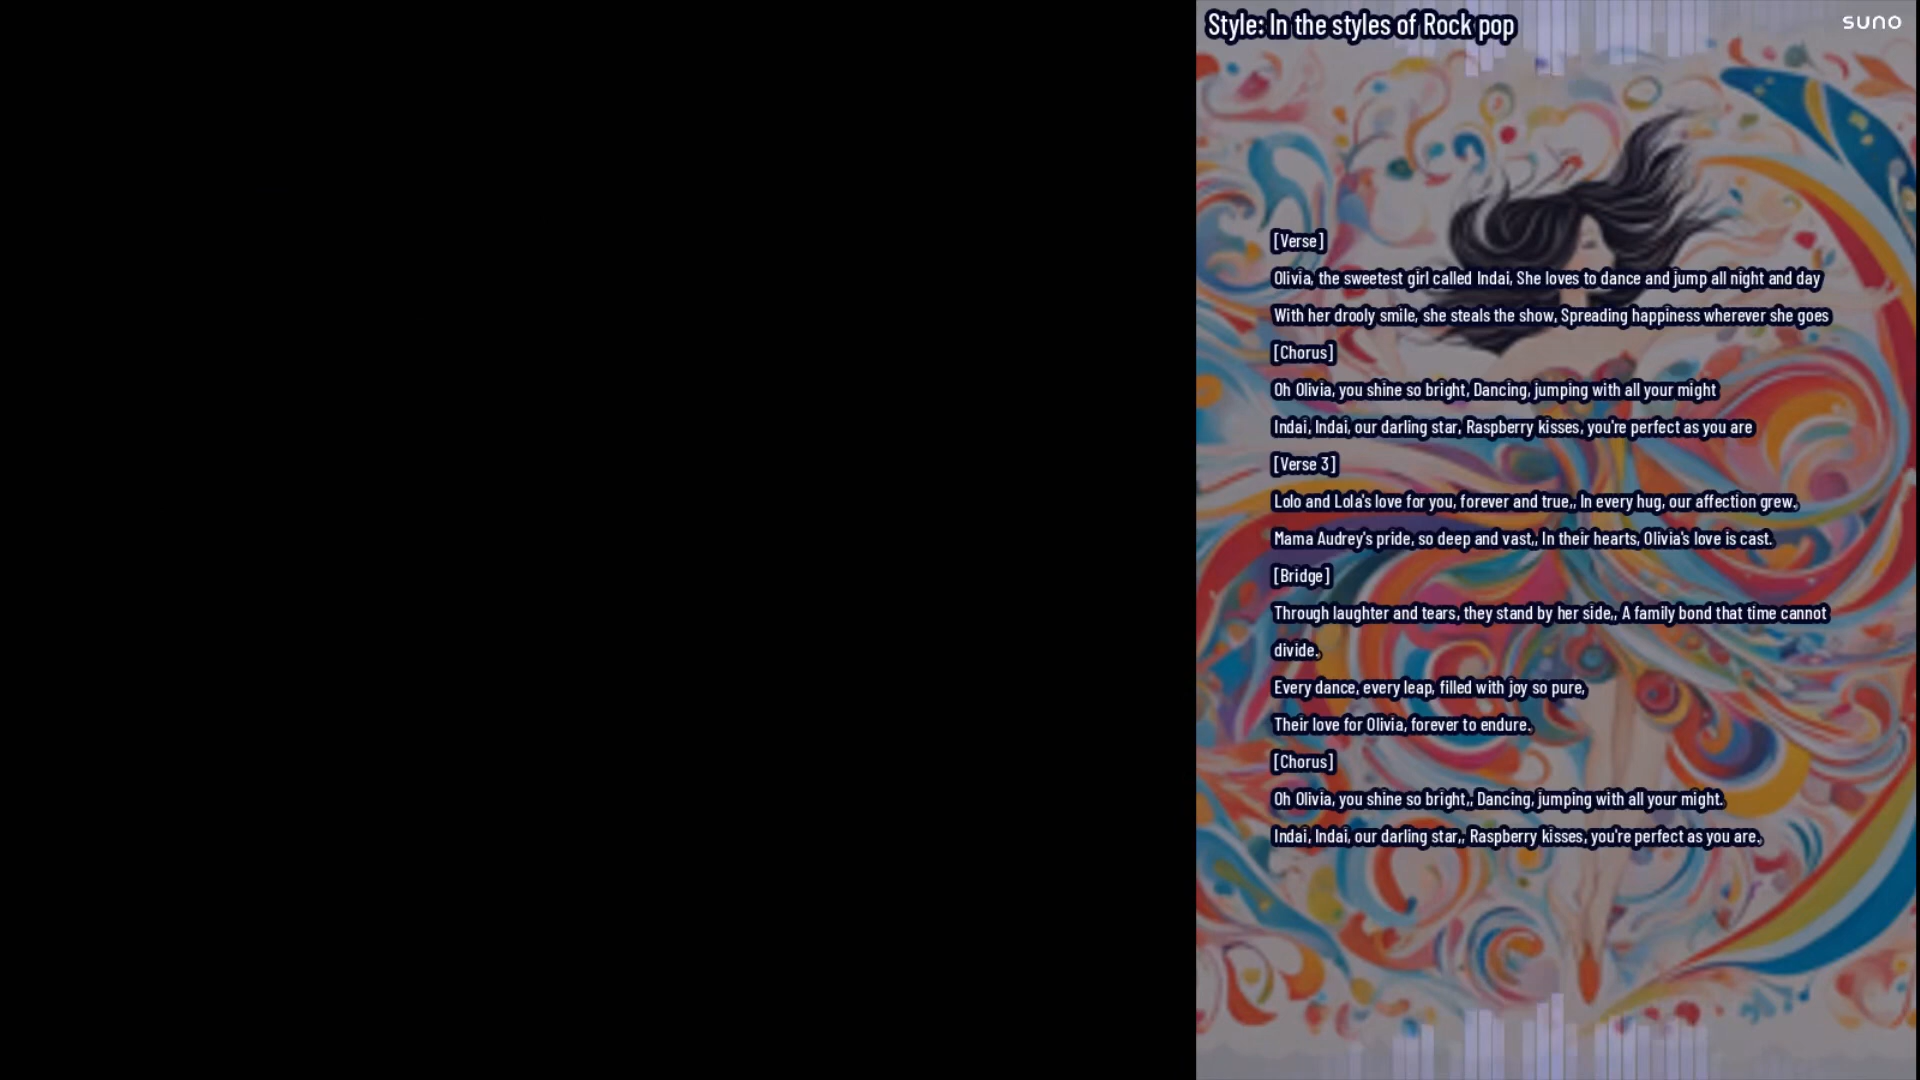 Style: In the styles of Rock pop
suno
[Verse]
Olivia, the sweetest girl called Indai, She loves to dance and jump all night and day
With her drooly smile, she steals the show, Spreading happiness wherever she goes
[Chorus]
Oh Olivia, you shine so bright, Dancing, jumping with all your might
Indai, Indai, our darling star, Raspberry kisses, you're perfect as you are
[Verse 3]
Lolo and Lola's love for you, forever and true,, In every hug, our affection grew.
Mama Audrey's pride, so deep and vast,, In their hearts, Olivia's love is cast.
[Bridge]
Through laughter and tears, they stand by her side,, A family bond that time cannot
divide.
Every dance, every leap, filled with joy so pure,
Their love for Olivia, forever to endure.
[Chorus]
Oh Olivia, you shine so bright,, Dancing, jumping with all your might.
Indai, Indai, our darling star,, Raspberry kisses, you're perfect as you are.